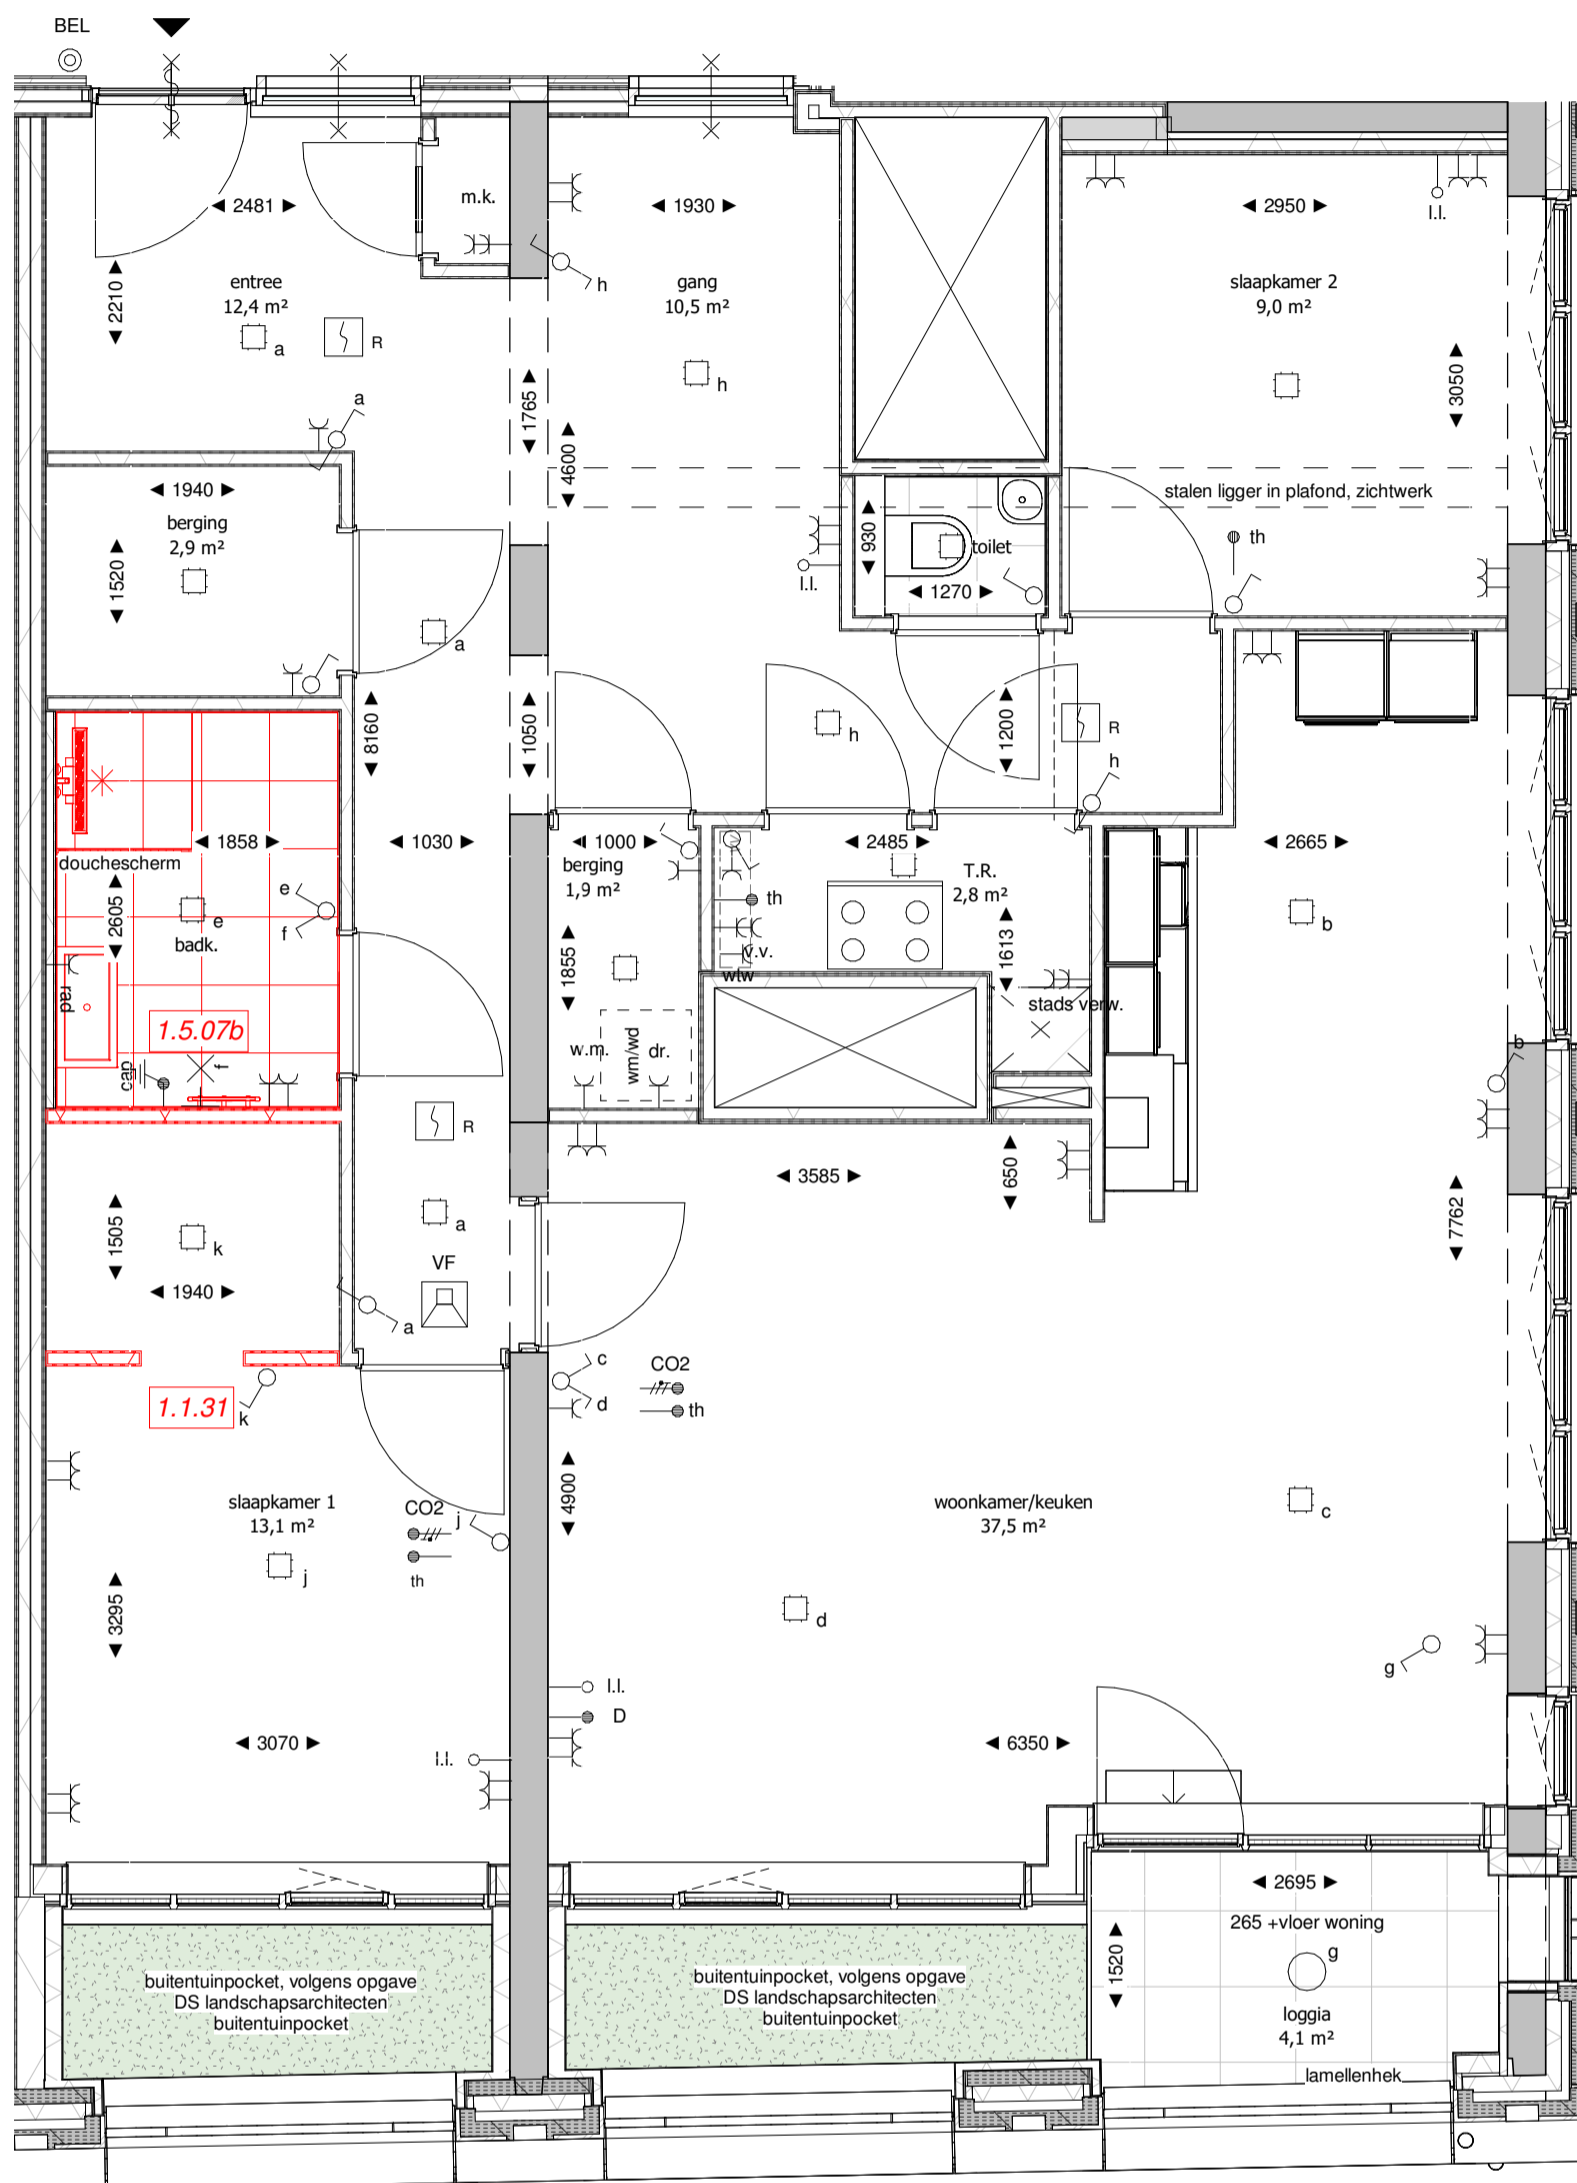 BEL
m.k.
2481
1930
2950
l.l.
h
entree
12,4 m²
gang
10,5 m²
slaapkamer 2
9,0 m²
2210
a
R
h
3050
1765
a
4600
1940
berging
2,9 m²
1520
stalen ligger in plafond, zichtwerk
930
toilet
1270
th
l.l.
a
8160
1050
h
1200
R
h
1858
douchescherm
1030
1000
berging
1,9 m²
2485
T.R.
2,8 m²
2665
2605
e
f
e
badk.
th
b
1855
1613
v.v.
wtw
rad
1.5.07b
stads verw.
w.m.
wm/wd
dr.
b
cap
f
R
3585
650
7762
1505
k
a
1940
VF
a
c
CO2
d
th
1.1.31
k
4900
slaapkamer 1
13,1 m²
CO2
j
woonkamer/keuken
37,5 m²
c
j
th
3295
d
g
l.l.
D
3070
l.l.
6350
2695
265 +vloer woning
g
1520
loggia
4,1 m²
buitentuinpocket, volgens opgave
DS landschapsarchitecten
buitentuinpocket
buitentuinpocket, volgens opgave
DS landschapsarchitecten
buitentuinpocket
lamellenhek